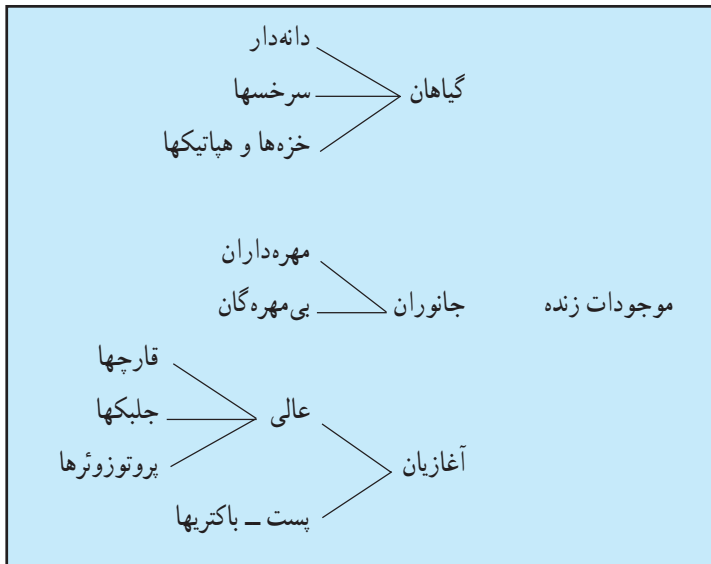 دانه‌دار
گیاهان
سرخسها
خزه‌ها و هپاتیکها
مهره‌داران
موجودات زنده
جانوران
بی‌مهره‌گان
قارچها
عالی
جلبکها
آغازیان
پروتوزوئرها
پست ــ باکتریها